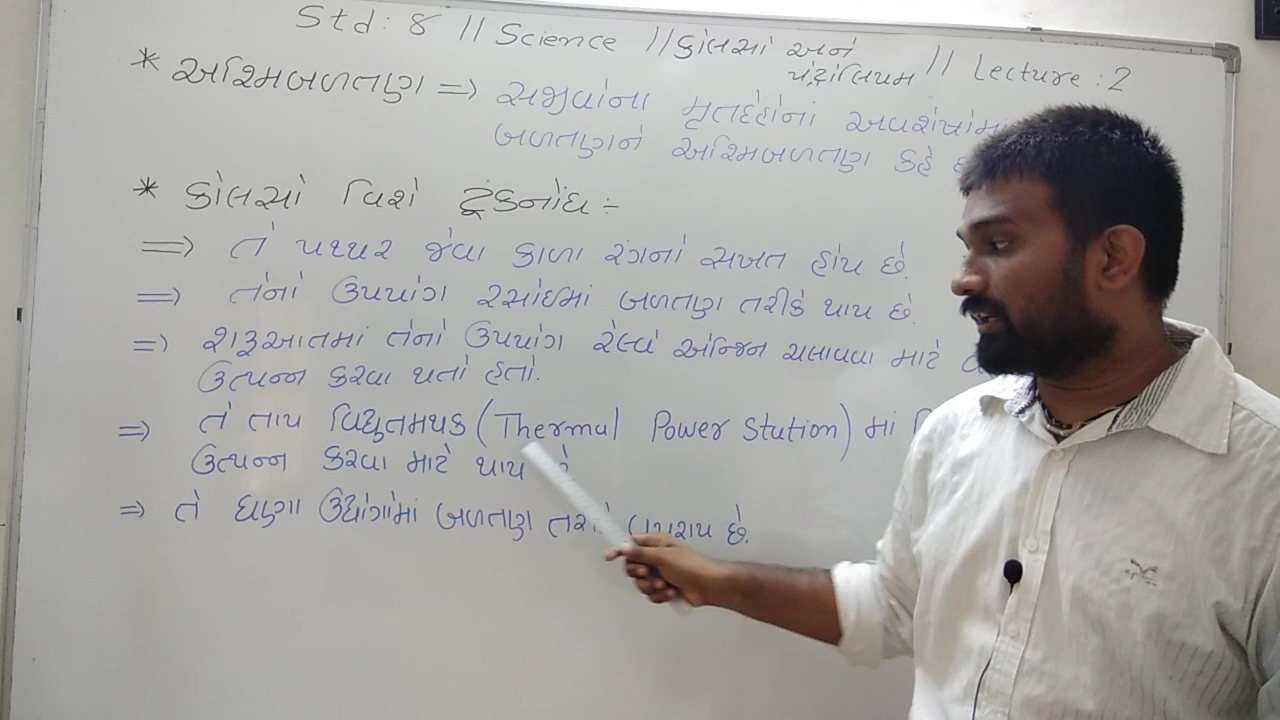 Std : 8 // Science // કોલસો અને પેટ્રોલિયમ // Lecture : 2
* અશ્મિબળતણ => સજીવોના મૃતદેહોનાં અવશેષોમાં
બળતણને અશ્મિબળતણ કહે
* કોલસો વિશે ટૂંકનોંધ :-
=> તે પથ્થર જેવા કાળા રંગનો સખત હોય છે.
=> તેનો ઉપયોગ રસોઇમાં બળતણ તરીકે થાય છે.
=> શરૂઆતમાં તેનો ઉપયોગ રેલ્વે એન્જિન ચલાવવા માટે
ઉત્પન્ન કરવા થતો હતો.
=> તે તાપ વિદ્યુતમથક (Thermal Power Station) માં
ઉત્પન્ન કરવા માટે થાય
=> તે ઘણા ઉદ્યોગોમાં બળતણ વપરાય છે.